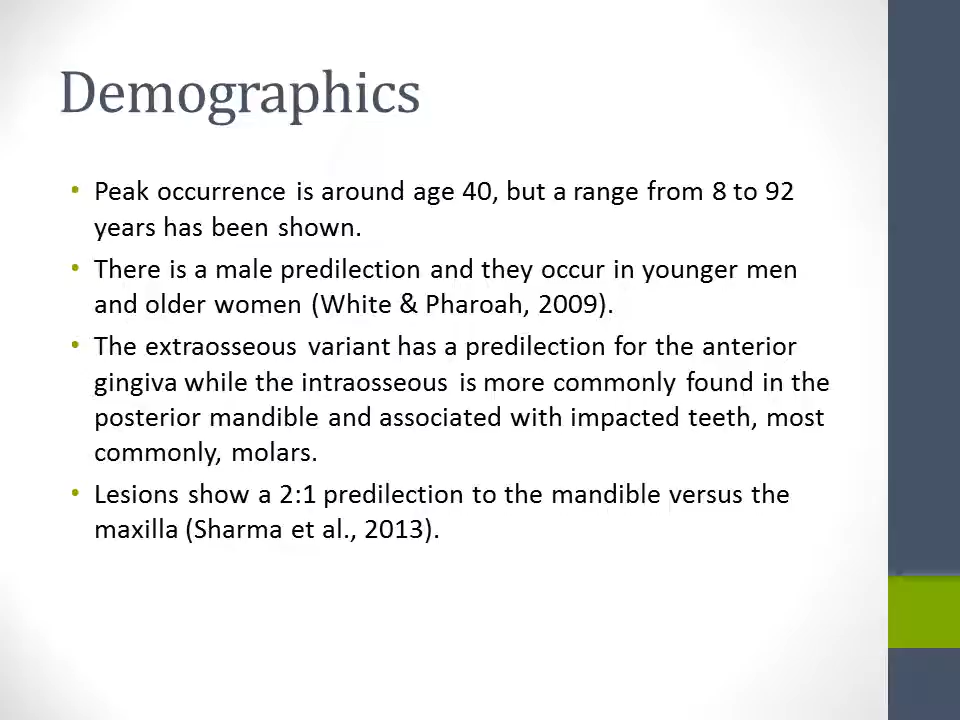 Demographics
• Peak occurrence is around age 40, but a range from 8 to 92
years has been shown.
• There is a male predilection and they occur in younger men
and older women (White & Pharoah, 2009).
• The extraosseous variant has a predilection for the anterior
gingiva while the intraosseous is more commonly found in the
posterior mandible and associated with impacted teeth, most
commonly, molars.
• Lesions show a 2:1 predilection to the mandible versus the
maxilla (Sharma et al., 2013).